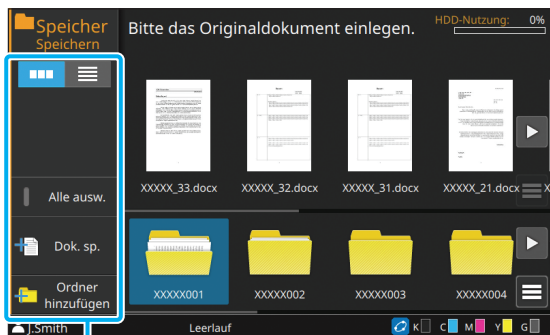 Speicher
Speichern
Bitte das Originaldokument einlegen.
HDD-Nutzung: 0%
XXXXX_33.docx
XXXXX_32.docx
XXXXX_31.docx
XXXXX_21.docx
X
Alle ausw.
Dok. sp.
Ordner
hinzufügen
XXXXX001
XXXXX002
XXXXX003
XXXXX004
J.Smith
Leerlauf
K
C
M
Y
G